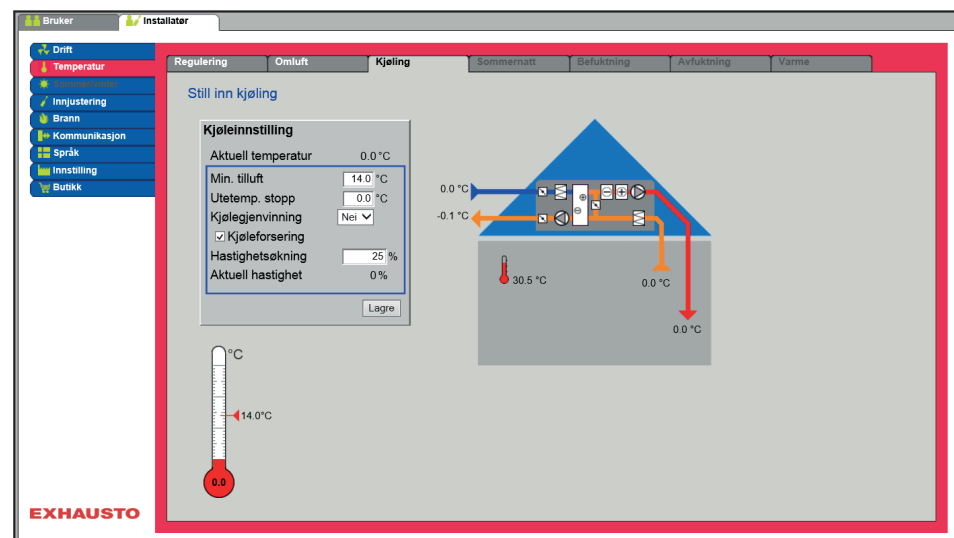 Bruker
Installatør
Drift
Temperatur
Sommer/vinter
Innjustering
Brann
Kommunikasjon
Språk
Innstilling
Butikk
Regulering
Omluft
Kjøling
Sommernatt
Befuktning
Avfuktning
Varme
Still inn kjøling
Kjøleinnstilling
Aktuell temperatur 0.0°C
Min. tilluft 14.0 °C
Utetemp. stopp 0.0 °C
Kjølegjenvinning Nei
Kjøleforsering
Hastighetsøkning 25 %
Aktuell hastighet 0%
Lagre
0.0 °C
-0.1 °C
30.5 °C
0.0 °C
0.0 °C
°C
14.0°C
0.0
EXHAUSTO